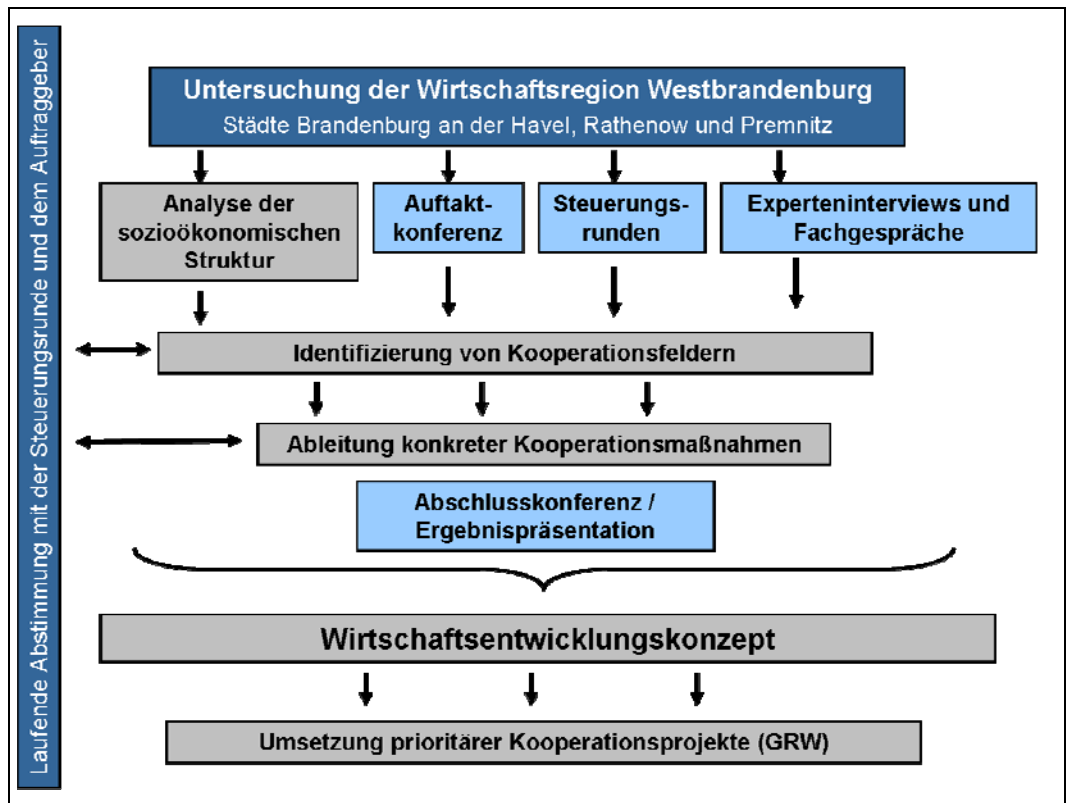 Laufende Abstimmung mit der Steuerungsrunde und dem Auftraggeber
Untersuchung der Wirtschaftsregion Westbrandenburg
Städte Brandenburg an der Havel, Rathenow und Premnitz
Analyse der
sozioökonomischen
Struktur
Auftakt-
konferenz
Steuerungs-
runden
Experteninterviews und
Fachgespräche
Identifizierung von Kooperationsfeldern
Ableitung konkreter Kooperationsmaßnahmen
Abschlusskonferenz /
Ergebnispräsentation
Wirtschaftsentwicklungskonzept
Umsetzung prioritärer Kooperationsprojekte (GRW)